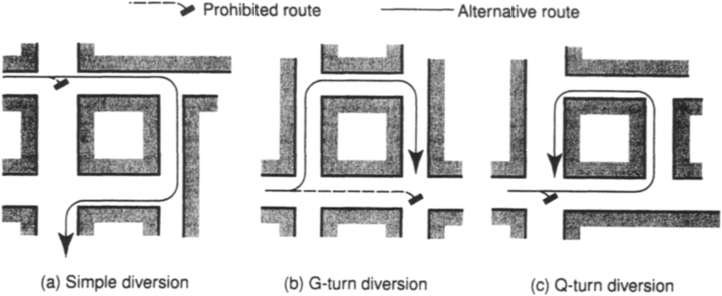 Prohibited route Alternative route
(a) Simple diversion (b) G-turn diversion (c) Q-turn diversion